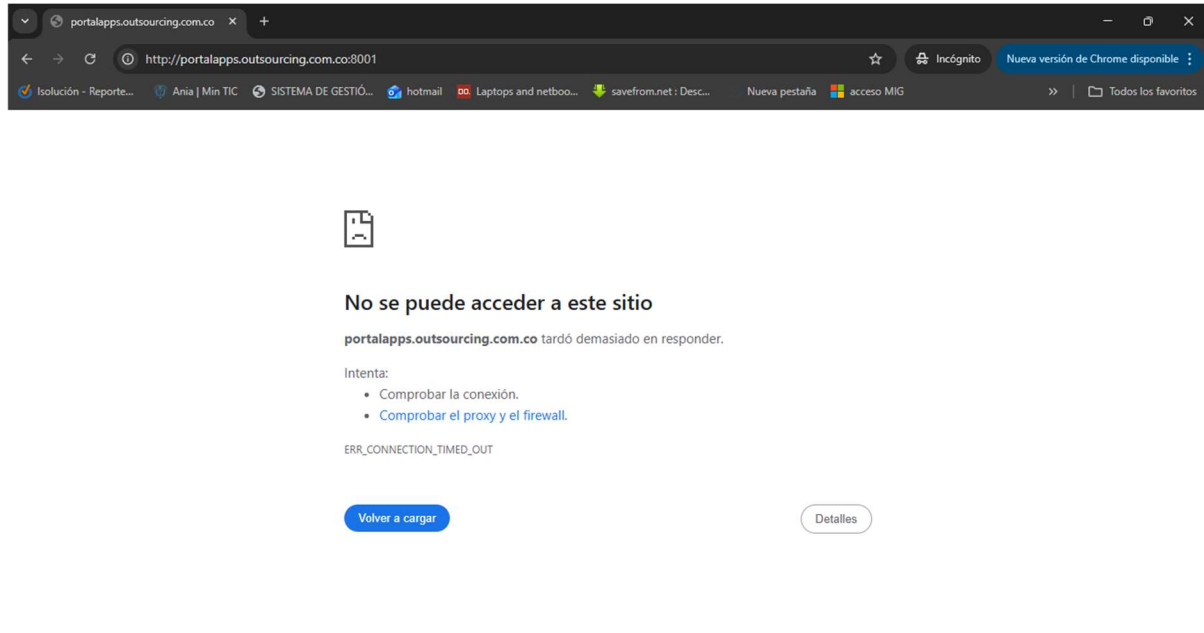 portalapps.outsourcing.com.co
http://portalapps.outsourcing.com.co:8001
Incógnito
Nueva versión de Chrome disponible
Isolución - Reporte...
Ania | Min TIC
SISTEMA DE GESTIÓ...
hotmail
DO. Laptops and netboo...
savefrom.net : Desc...
Nueva pestaña
acceso MIG
Todos los favoritos
No se puede acceder a este sitio
portalapps.outsourcing.com.co tardó demasiado en responder.
Intenta:
• Comprobar la conexión.
• Comprobar el proxy y el firewall.
ERR_CONNECTION_TIMED_OUT
Volver a cargar
Detalles